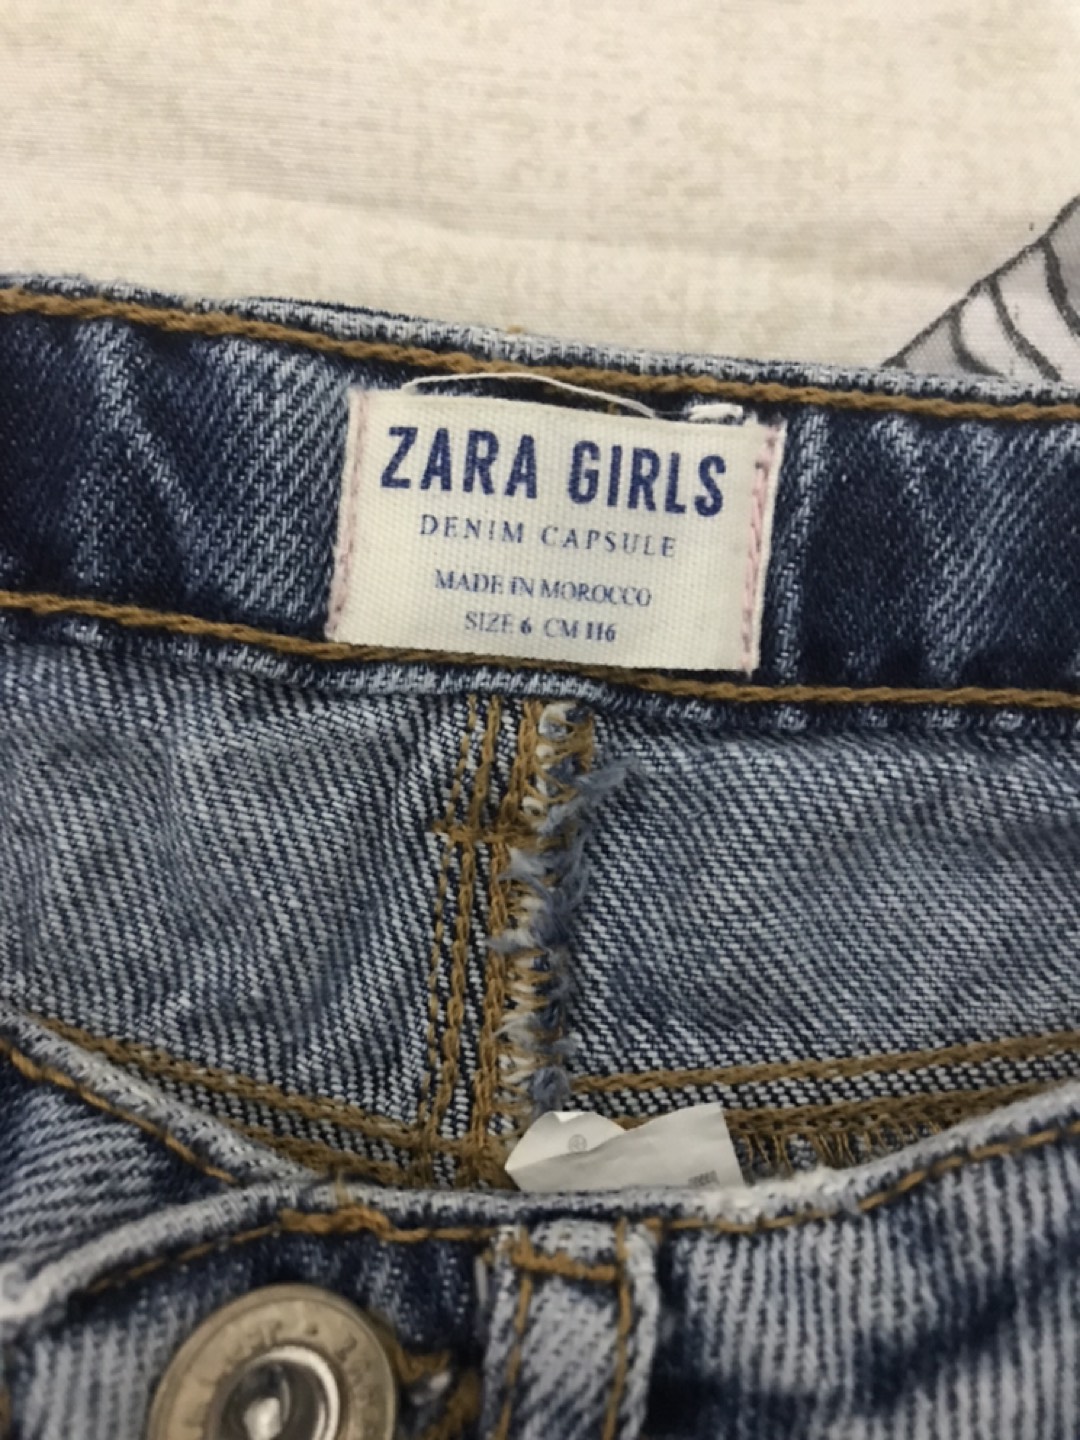 ZARA GIRLS
DENIM CAPSULE
MADE IN MOROCCO
SIZE 6 CM 116